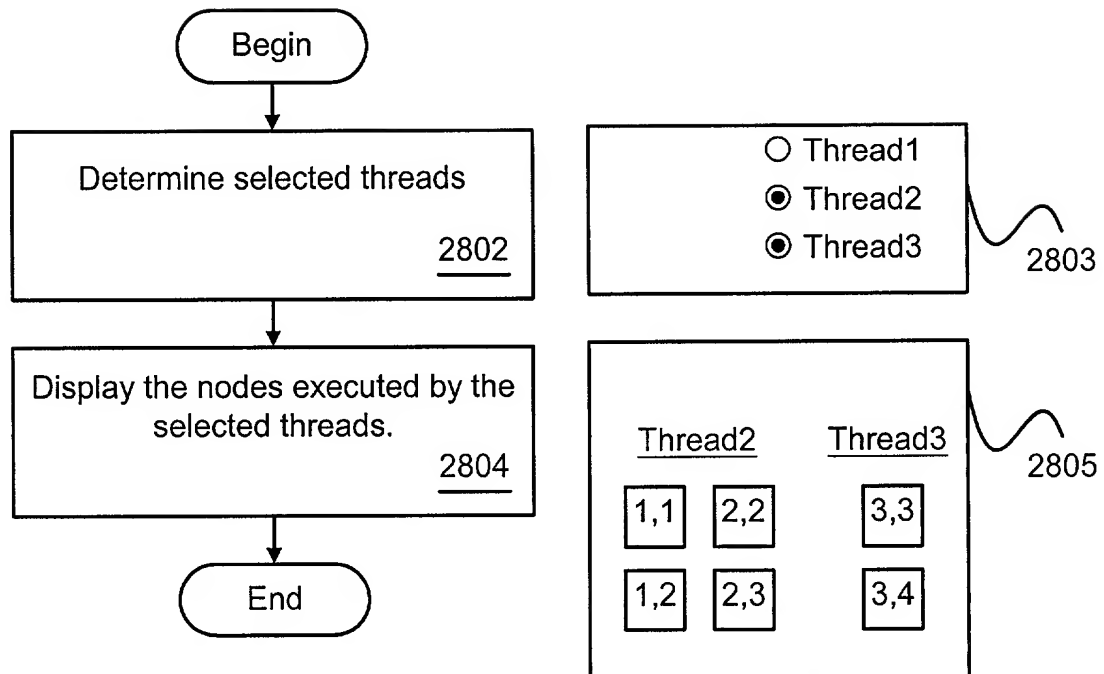 Begin
Determine selected threads
2802
Display the nodes executed by the
selected threads.
2804
End
Thread1
Thread2
Thread3
2803
Thread2 Thread3
1,1 2,2 3,3
1,2 2,3 3,4
2805